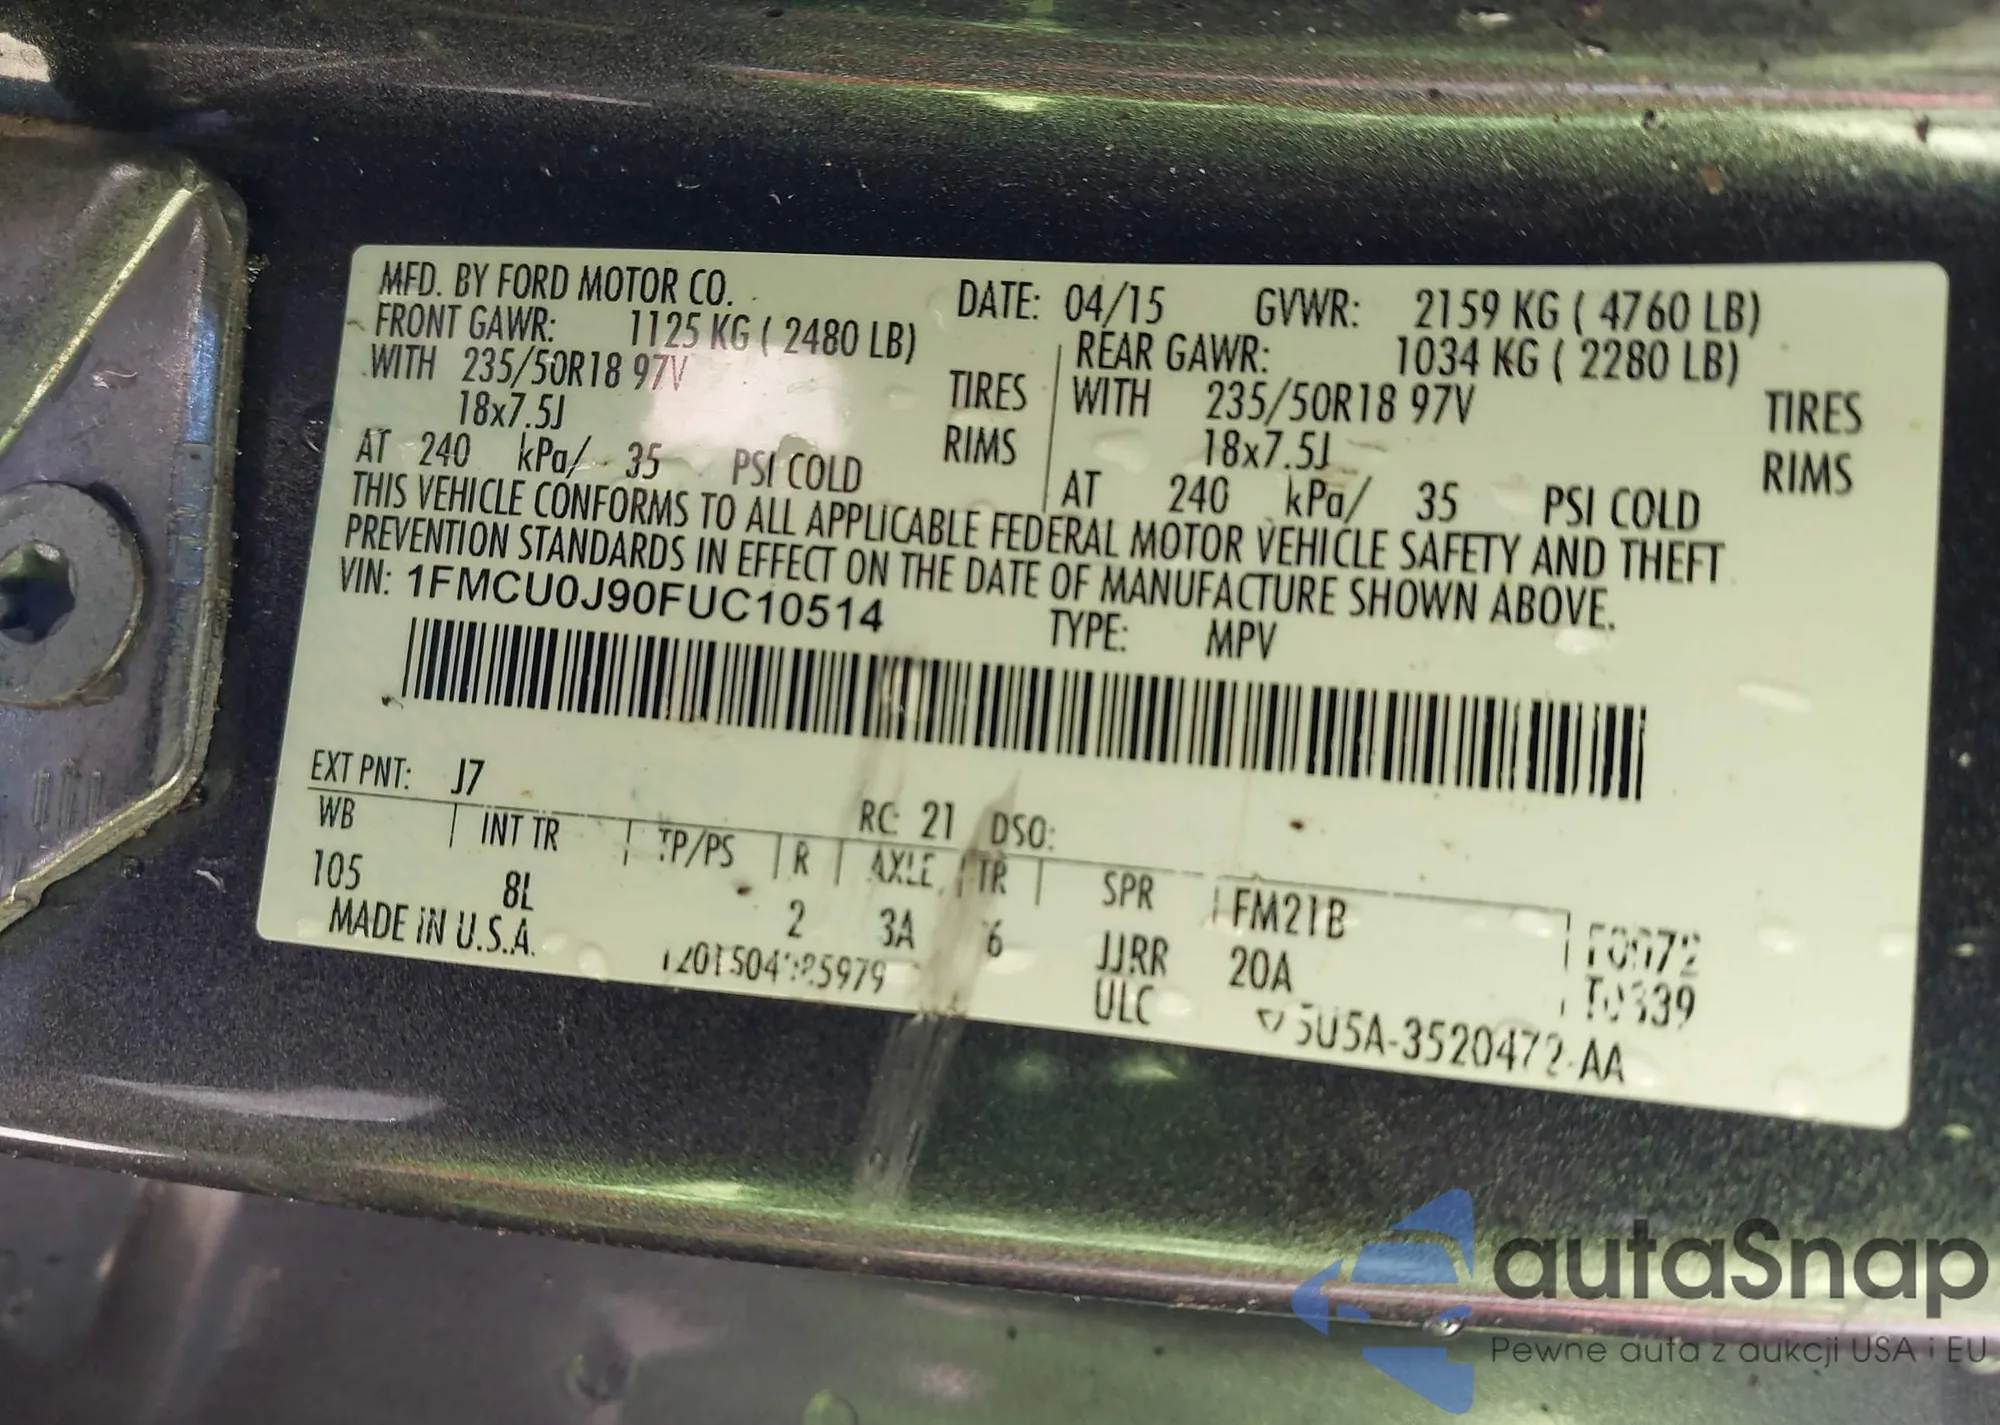 MFD. BY FORD MOTOR CO. DATE: 04/15 GVWR: 2159 KG ( 4760 LB)
FRONT GAWR: 1125 KG ( 2480 LB) REAR GAWR: 1034 KG ( 2280 LB)
WITH 235/50R18 97V TIRES WITH 235/50R18 97V TIRES
18x7.5J RIMS 18x7.5J RIMS
AT 240 kPa/ 35 PSI COLD AT 240 kPa/ 35 PSI COLD
THIS VEHICLE CONFORMS TO ALL APPLICABLE FEDERAL MOTOR VEHICLE SAFETY AND THEFT
PREVENTION STANDARDS IN EFFECT ON THE DATE OF MANUFACTURE SHOWN ABOVE.
VIN: 1FMCU0J90FUC10514 TYPE: MPV
EXT PNT: J7 RC: 21 DSO:
WB INT TR TP/PS R AXLE TR SPR FM21B
105 8L 2 3A 6 JJRR 20A
MADE IN U.S.A. ULC 5U5A-3520472-AA
autaSnap
Pewne auta z aukcji USA i EU